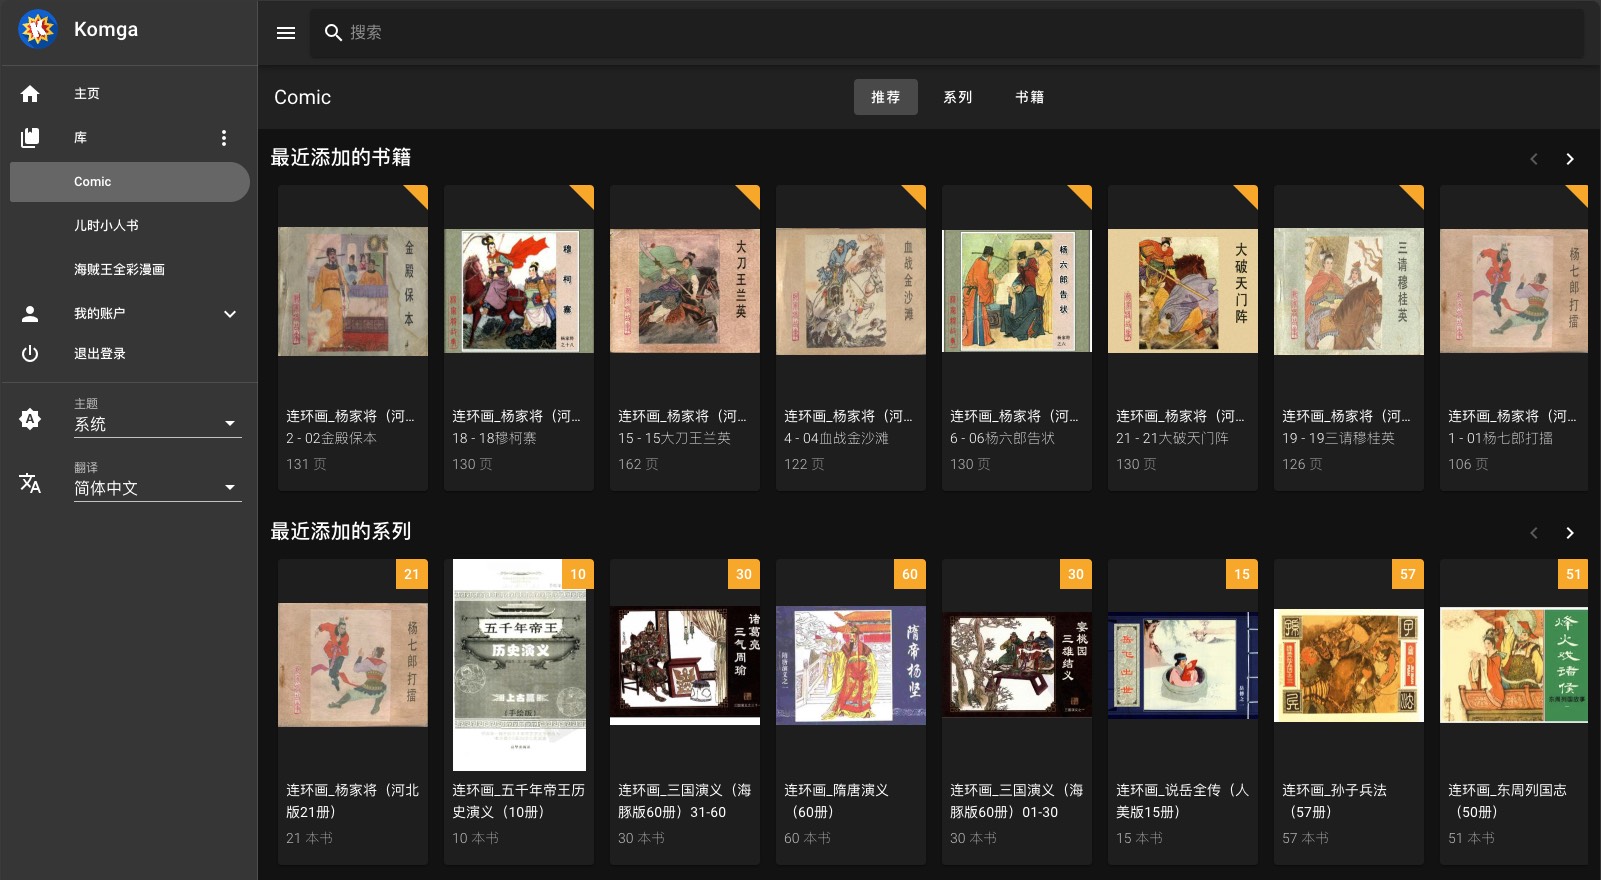 Komga
搜索
主页
库
Comic
儿时小人书
海贼王全彩漫画
我的账户
退出登录
主题
系统
翻译
简体中文
Comic
推荐
系列
书籍
最近添加的书籍
金殿保本
穆柯寨
大刀王兰英
血战金沙滩
杨六郎告状
大破天门阵
三请穆桂英
杨七郎打擂
连环画_杨家将（河...
2 - 02金殿保本
131 页
连环画_杨家将（河...
18 - 18穆柯寨
130 页
连环画_杨家将（河...
15 - 15大刀王兰英
162 页
连环画_杨家将（河...
4 - 04血战金沙滩
122 页
连环画_杨家将（河...
6 - 06杨六郎告状
130 页
连环画_杨家将（河...
21 - 21大破天门阵
130 页
连环画_杨家将（河...
19 - 19三请穆桂英
126 页
连环画_杨家将（河...
1 - 01杨七郎打擂
106 页
最近添加的系列
21
杨七郎打擂
连环画_杨家将（河北
版21册）
21 本书
10
五千年帝王
历史演义
上古篇
（手绘版）
连环画_五千年帝王历
史演义（10册）
10 本书
30
诸葛亮
三气周瑜
连环画_三国演义（海
豚版60册）31-60
30 本书
60
隋帝杨坚
连环画_隋唐演义
（60册）
60 本书
30
宴桃园
三雄结义
连环画_三国演义（海
豚版60册）01-30
30 本书
15
岳飞出世
连环画_说岳全传（人
美版15册）
15 本书
57
孙子兵法
连环画_孙子兵法
（57册）
57 本书
51
烽火戏诸侯
连环画_东周列国志
（50册）
51 本书